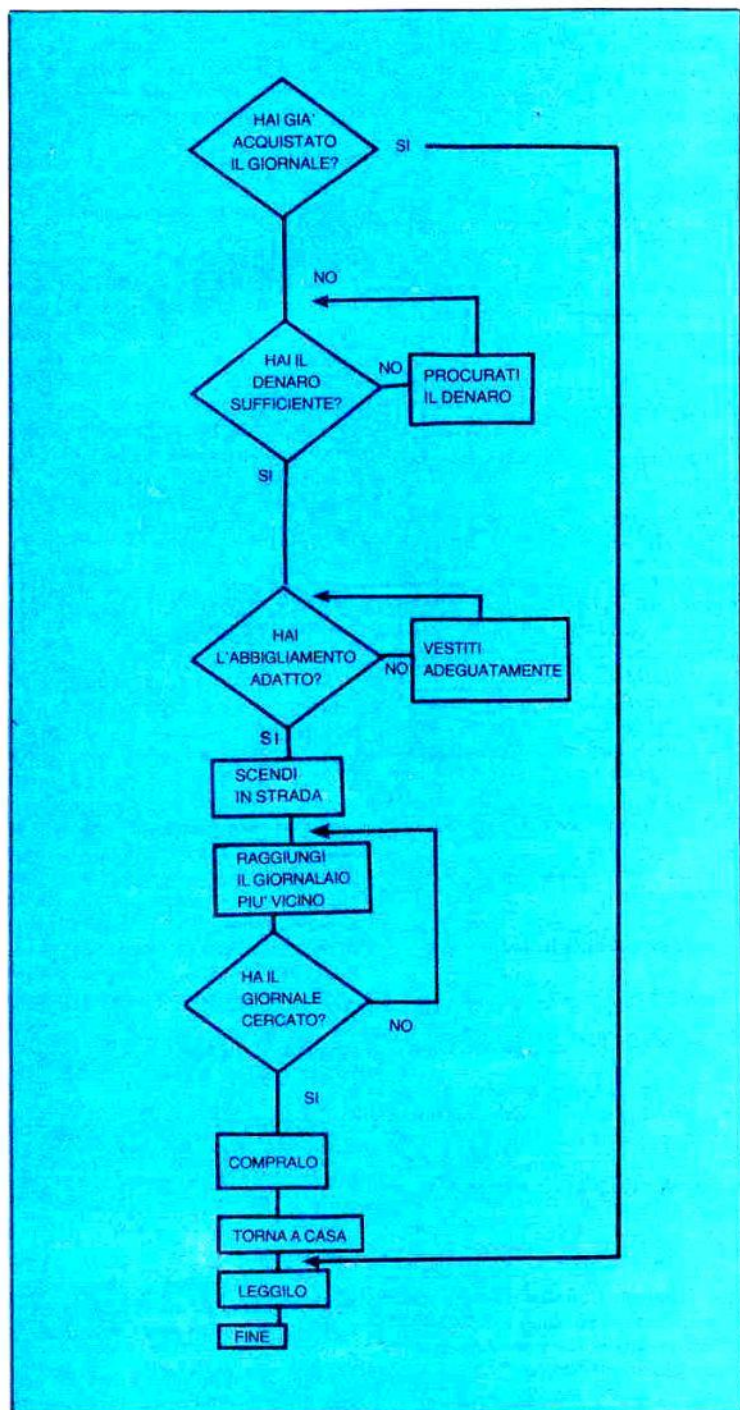 HAI GIA'
ACQUISTATO
IL GIORNALE?
SI
NO
HAI IL
DENARO
SUFFICIENTE?
NO
PROCURATI
IL DENARO
SI
HAI
L'ABBIGLIAMENTO
ADATTO?
NO
VESTITI
ADEGUATAMENTE
SI
SCENDI
IN STRADA
RAGGIUNGI
IL GIORNALAIO
PIU' VICINO
HA IL
GIORNALE
CERCATO?
NO
SI
COMPRALO
TORNA A CASA
LEGGILO
FINE